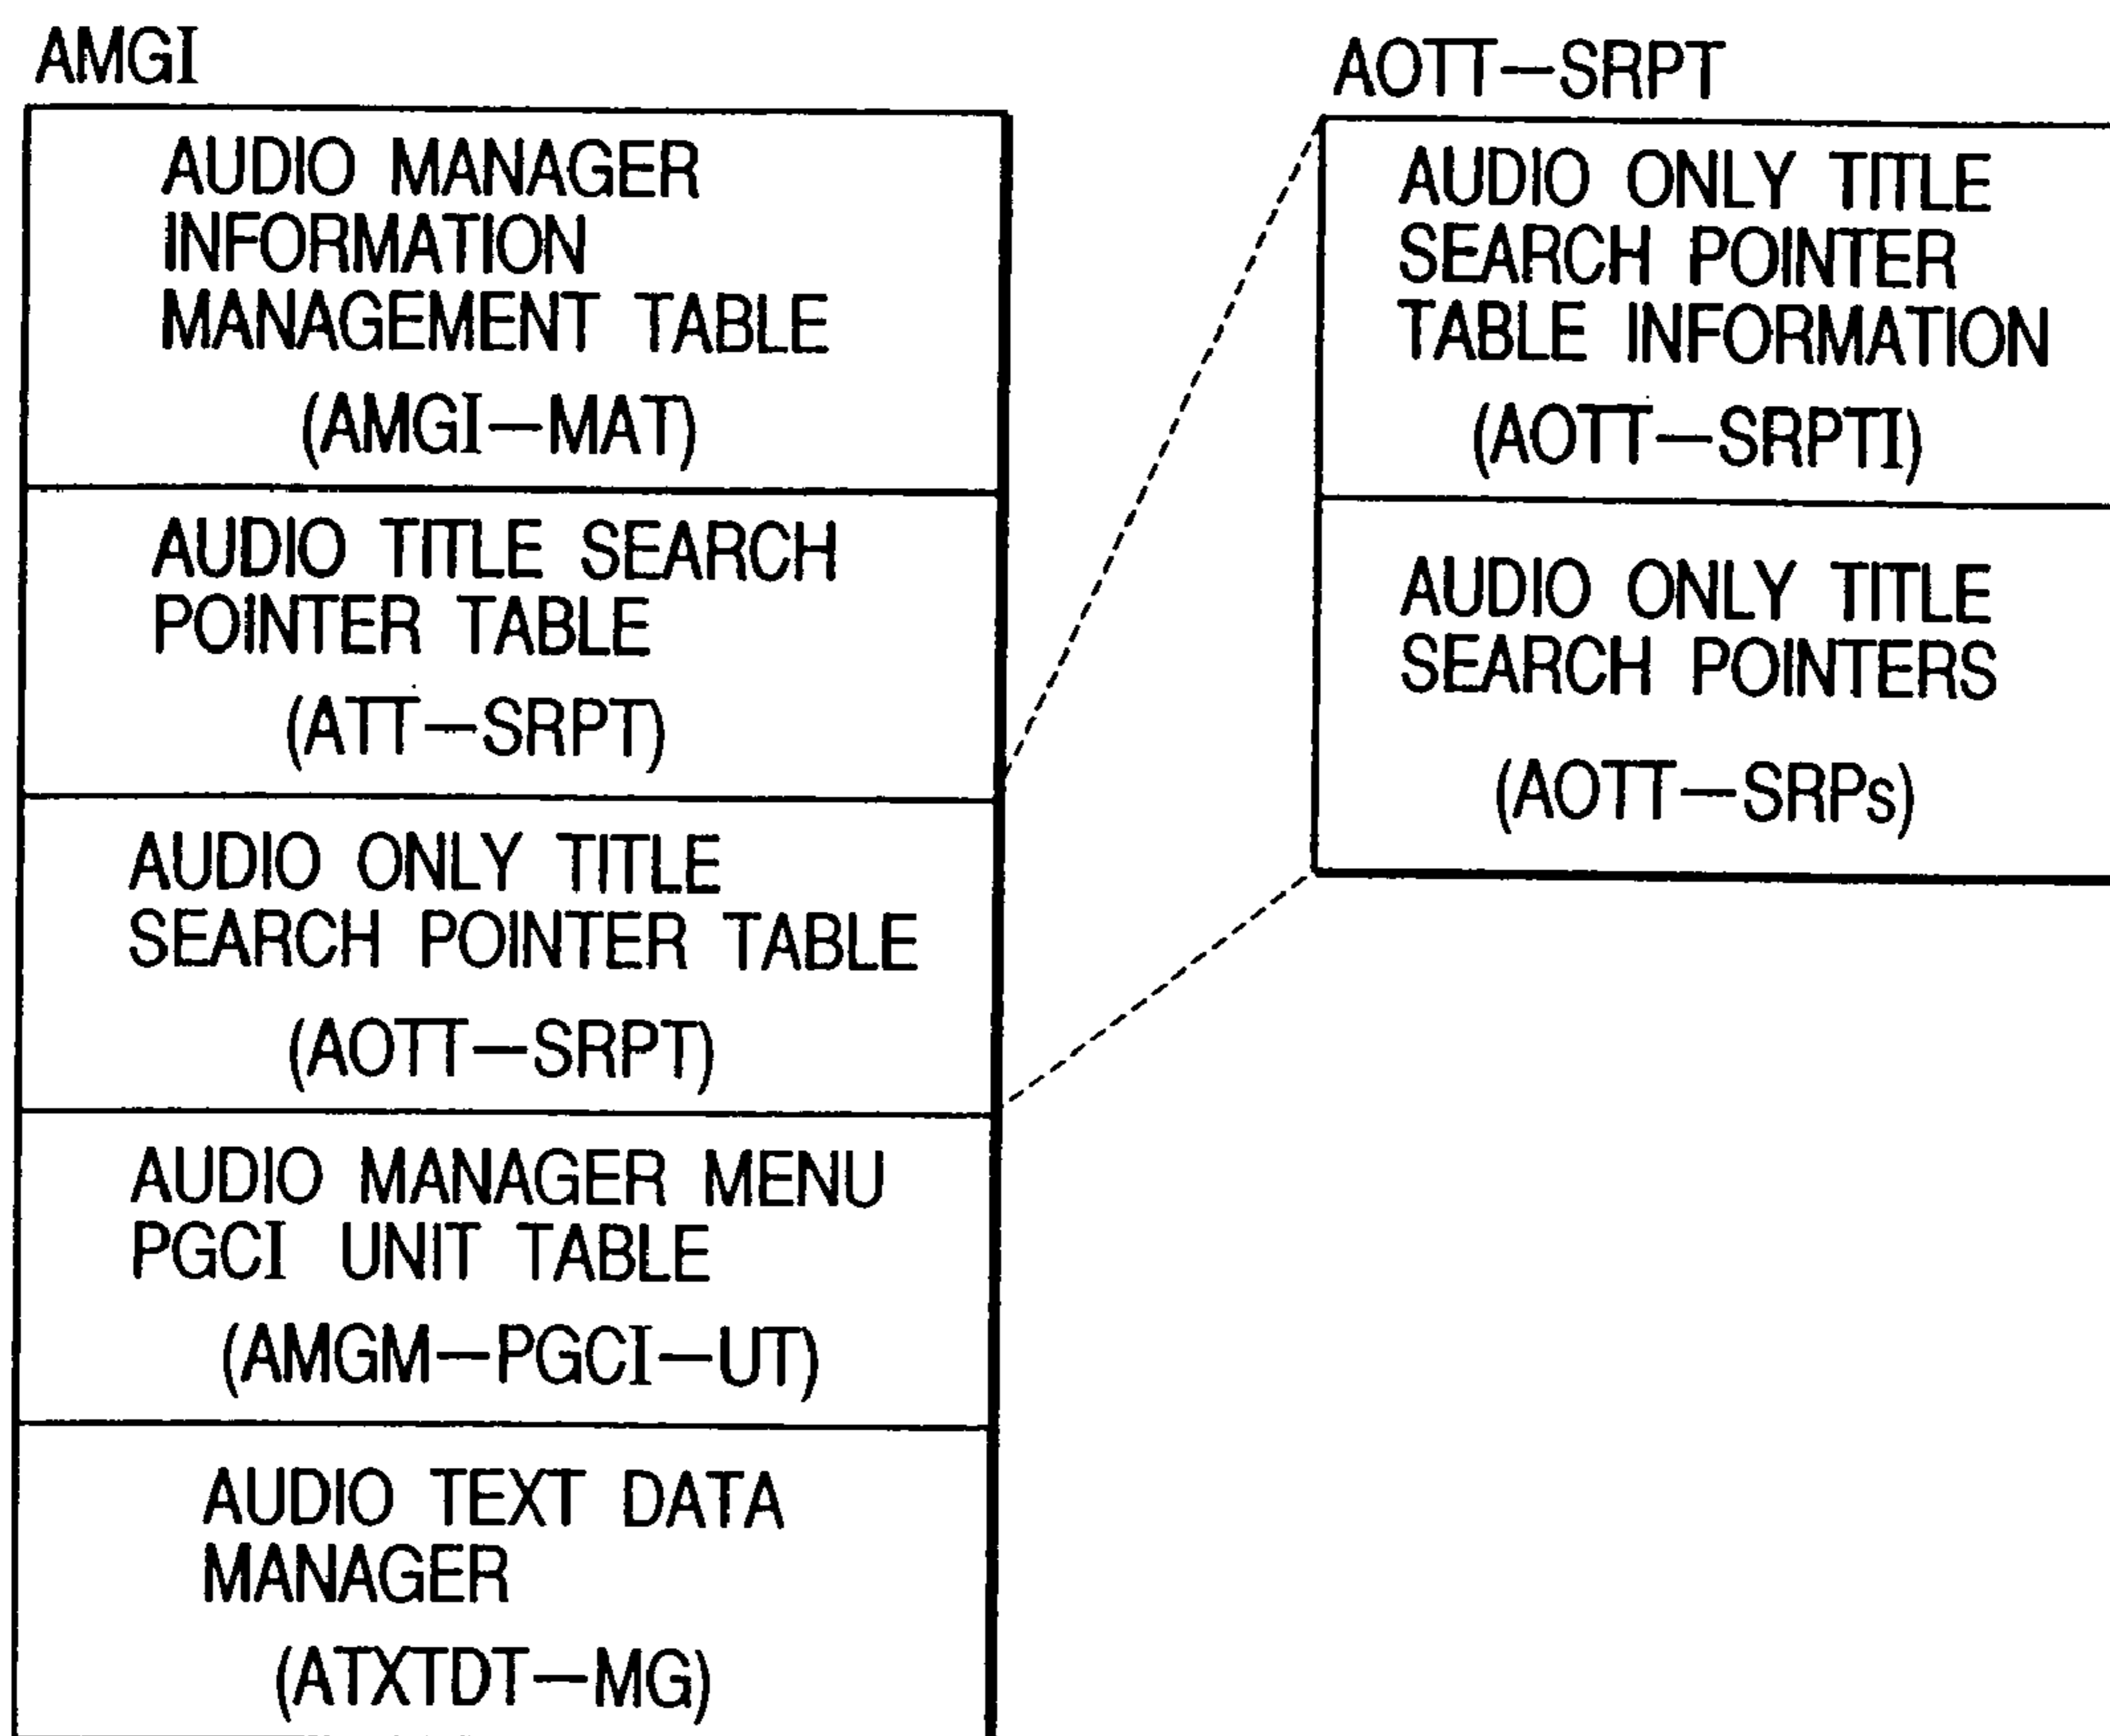 AMGI
AUDIO MANAGER
INFORMATION
MANAGEMENT TABLE
(AMGI—MAT)
AUDIO TITLE SEARCH
POINTER TABLE
(ATT—SRPT)
AUDIO ONLY TITLE
SEARCH POINTER TABLE
(AOTT—SRPT)
AUDIO MANAGER MENU
PGCI UNIT TABLE
(AMGM—PGCI—UT)
AUDIO TEXT DATA
MANAGER
(ATXTDT—MG)
AOTT—SRPT
AUDIO ONLY TITLE
SEARCH POINTER
TABLE INFORMATION
(AOTT—SRPTI)
AUDIO ONLY TITLE
SEARCH POINTERS
(AOTT—SRPs)